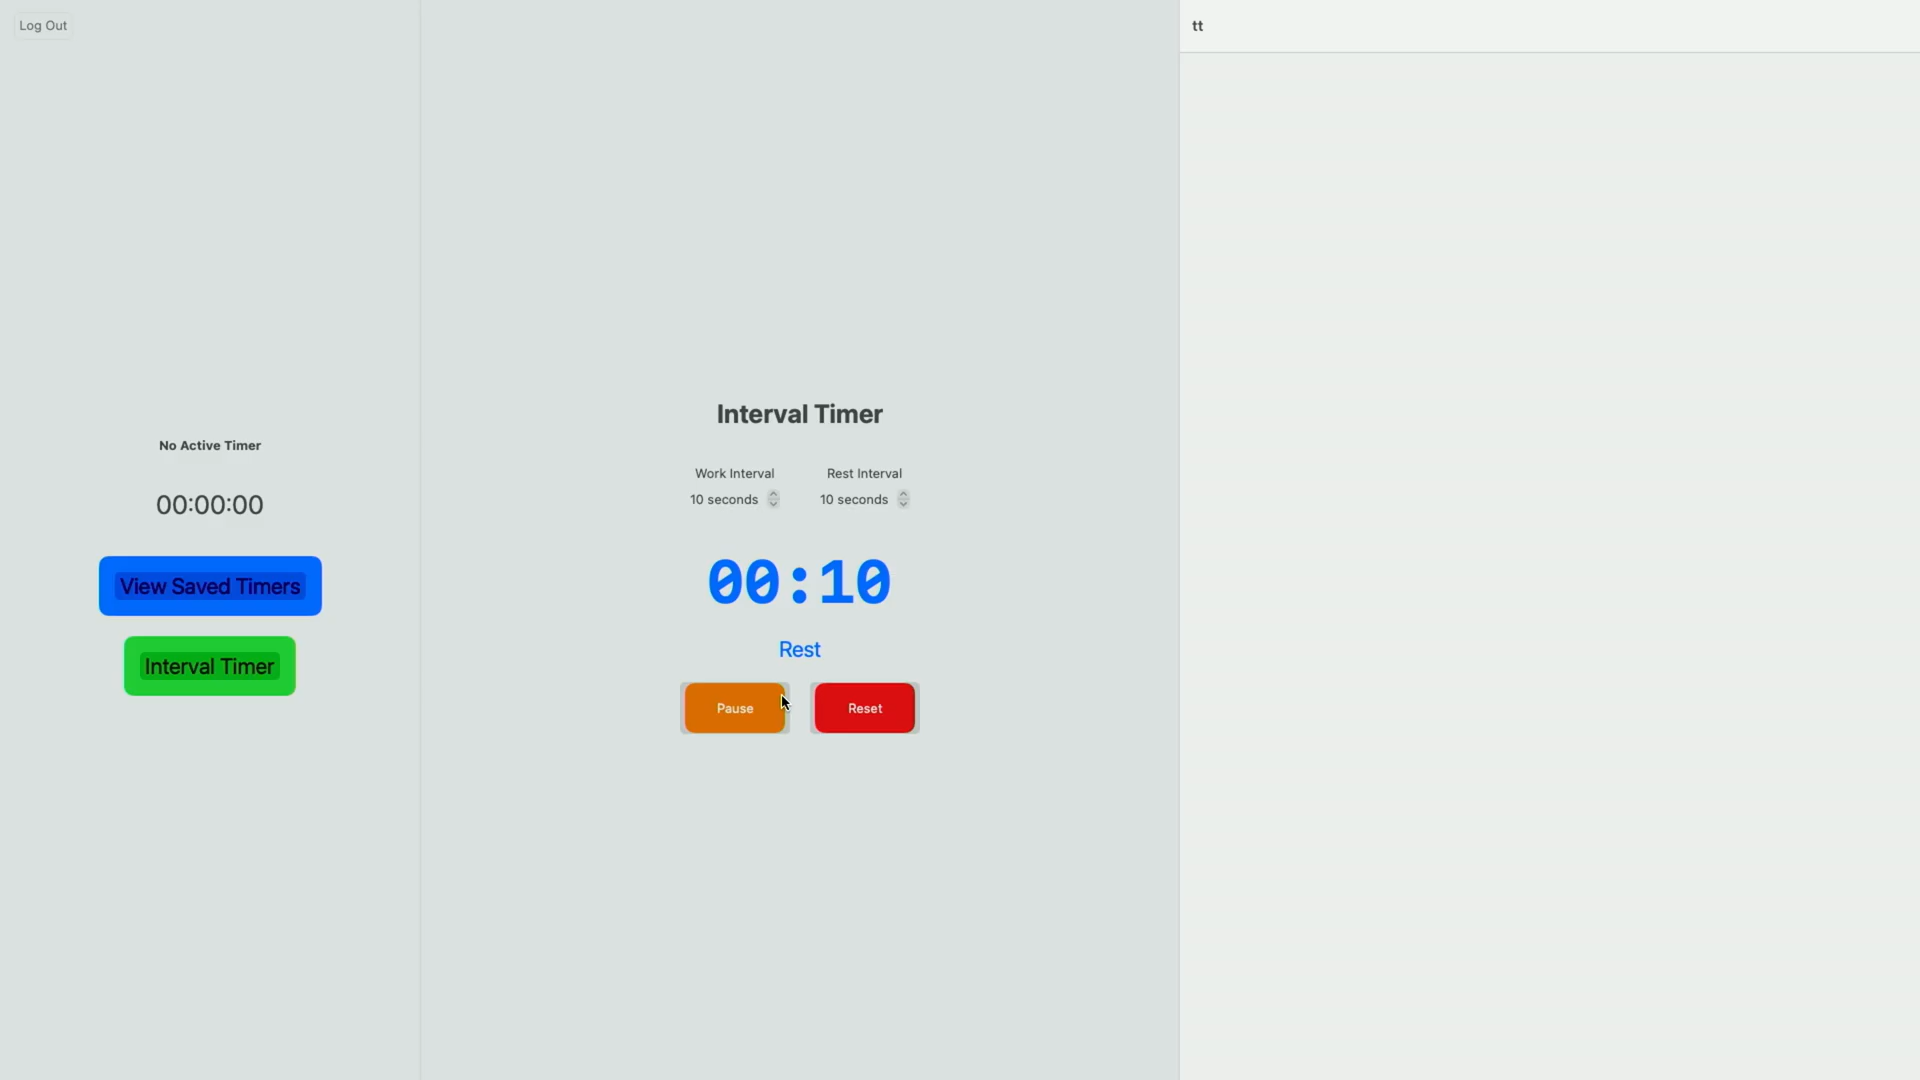 Log Out
tt
No Active Timer
00:00:00
View Saved Timers
Interval Timer
Interval Timer
Work Interval
Rest Interval
10 seconds
10 seconds
00:10
Rest
Pause
Reset